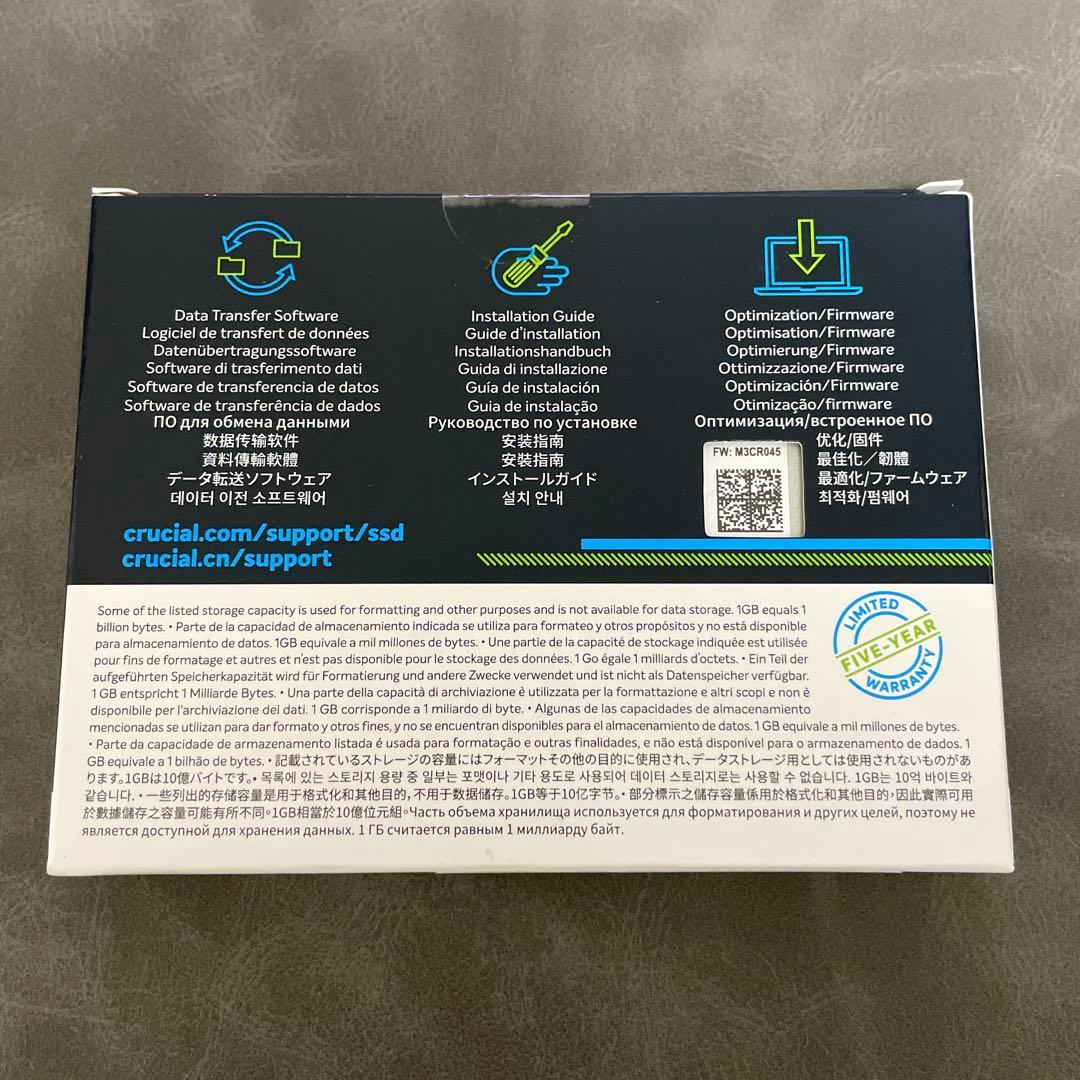 Data Transfer Software
Logiciel de transfert de données
Datenübertragungssoftware
Software di trasferimento dati
Software de transferencia de datos
Software de transferência de dados
ПО для обмена данными
数据传输软件
資料傳輸軟體
データ転送ソフトウェア
데이터 이전 소프트웨어
Installation Guide
Guide d'installation
Installationshandbuch
Guida di installazione
Guía de instalación
Guia de instalação
Руководство по установке
安装指南
安裝指南
インストールガイド
설치 안내
Optimization/Firmware
Optimisation/Firmware
Optimierung/Firmware
Ottimizzazione/Firmware
Optimización/Firmware
Otimização/firmware
Оптимизация/встроенное ПО
优化/固件
最佳化／韌體
最適化/ファームウェア
최적화/펌웨어
FW: M3CR045
crucial.com/support/ssd
crucial.cn/support
Some of the listed storage capacity is used for formatting and other purposes and is not available for data storage. 1GB equals 1
billion bytes. • Parte de la capacidad de almacenamiento indicada se utiliza para formateo y otros propósitos y no está disponible
para almacenamiento de datos. 1GB equivale a mil millones de bytes. • Une partie de la capacité de stockage indiquée est utilisée
pour fins de formatage et autres et n'est pas disponible pour le stockage des données. 1 Go égale 1 milliards d'octets. • Ein Teil der
aufgeführten Speicherkapazität wird für Formatierung und andere Zwecke verwendet und ist nicht als Datenspeicher verfügbar.
1 GB entspricht 1 Milliarde Bytes. • Una parte della capacità di archiviazione è utilizzata per la formattazione e altri scopi e non è
disponibile per l'archiviazione dei dati. 1 GB corrisponde a 1 miliardo di byte. • Algunas de las capacidades de almacenamiento
mencionadas se utilizan para dar formato y otros fines, y no se encuentran disponibles para el almacenamiento de datos. 1 GB equivale a mil millones de bytes.
• Parte da capacidade de armazenamento listada é usada para formatação e outras finalidades, e não está disponível para o armazenamento de dados. 1
GB equivale a 1 bilhão de bytes. • 記載されているストレージの容量にはフォーマットその他の目的に使用され、データストレージ用としては使用されないものがあ
ります。1GBは10億バイトです。• 목록에 있는 스토리지 용량 중 일부는 포맷이나 기타 용도로 사용되어 데이터 스토리지로는 사용할 수 없습니다. 1GB는 10억 바이트와
같습니다. • 一些列出的存储容量是用于格式化和其他目的, 不用于数据储存。1GB等于10亿字节。• 部分標示之儲存容量係用於格式化和其他目的，因此實際可用
於數據儲存之容量可能有所不同。1GB相當於10億位元組。Часть объема хранилища используется для форматирования и других целей, поэтому не
является доступной для хранения данных. 1 ГБ считается равным 1 миллиарду байт.
LIMITED
FIVE-YEAR
WARRANTY